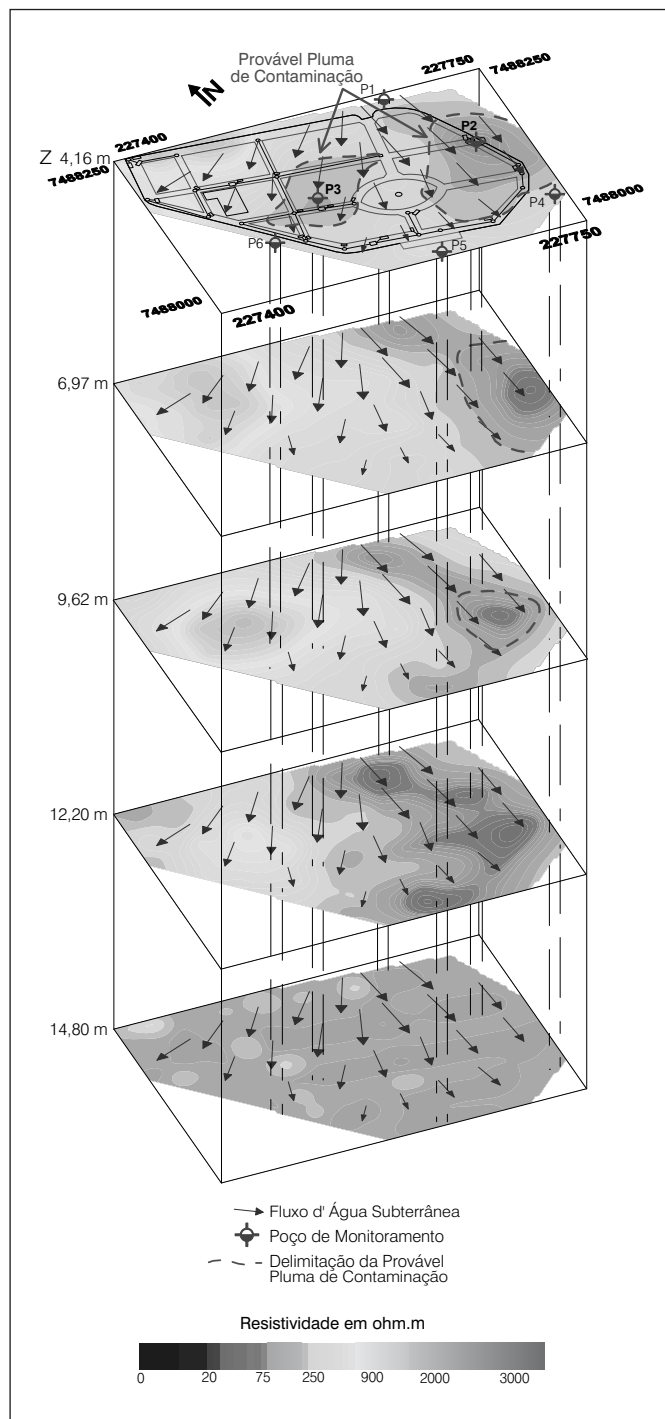 Provável Pluma
de Contaminação
N
P1
227750
7488250
P2
227400
Z 4,16 m
7488250
P3
P4
7488000
P6
P5
227750
7488000
227400
6,97 m
9,62 m
12,20 m
14,80 m
Fluxo d' Água Subterrânea
Poço de Monitoramento
Delimitação da Provável
Pluma de Contaminação
Resistividade em ohm.m
0 20 75 250 900 2000 3000